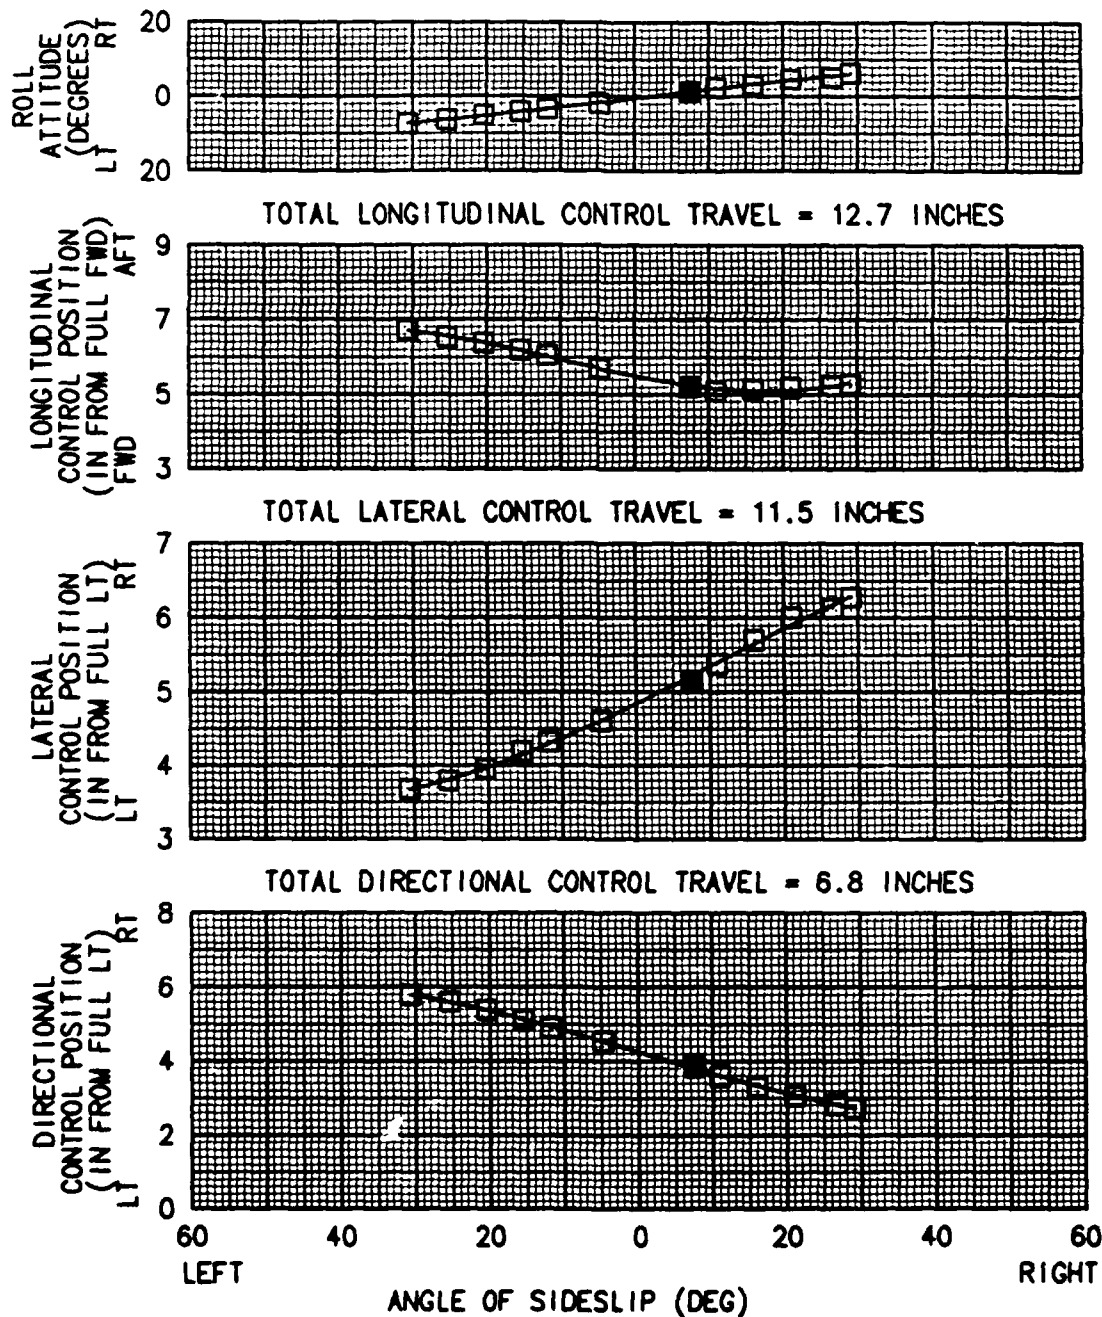 ROLL
ATTITUDE
(DEGREES)
LT RT
20
0
20
TOTAL LONGITUDINAL CONTROL TRAVEL = 12.7 INCHES
LONGITUDINAL
CONTROL POSITION
(IN FROM FULL FWD)
FWD AFT
9
7
5
3
TOTAL LATERAL CONTROL TRAVEL = 11.5 INCHES
LATERAL
CONTROL POSITION
(IN FROM FULL LT)
LT RT
7
6
5
4
3
TOTAL DIRECTIONAL CONTROL TRAVEL = 6.8 INCHES
DIRECTIONAL
CONTROL POSITION
(IN FROM FULL LT)
LT RT
8
6
4
2
0
60 40 20 0 20 40 60
LEFT RIGHT
ANGLE OF SIDESLIP (DEG)